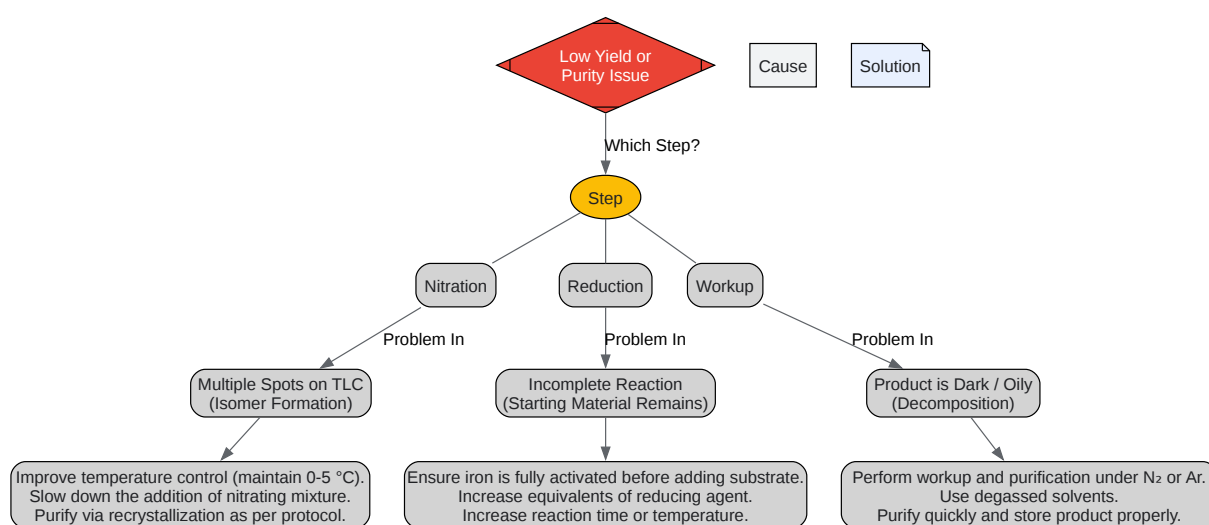 Low Yield or
Purity Issue
Cause
Solution
Which Step?
Step
Nitration
Reduction
Workup
Problem In
Problem In
Problem In
Multiple Spots on TLC
(Isomer Formation)
Incomplete Reaction
(Starting Material Remains)
Product is Dark / Oily
(Decomposition)
Improve temperature control (maintain 0-5 °C).
Slow down the addition of nitrating mixture.
Purify via recrystallization as per protocol.
Ensure iron is fully activated before adding substrate.
Increase equivalents of reducing agent.
Increase reaction time or temperature.
Perform workup and purification under N₂ or Ar.
Use degassed solvents.
Purify quickly and store product properly.